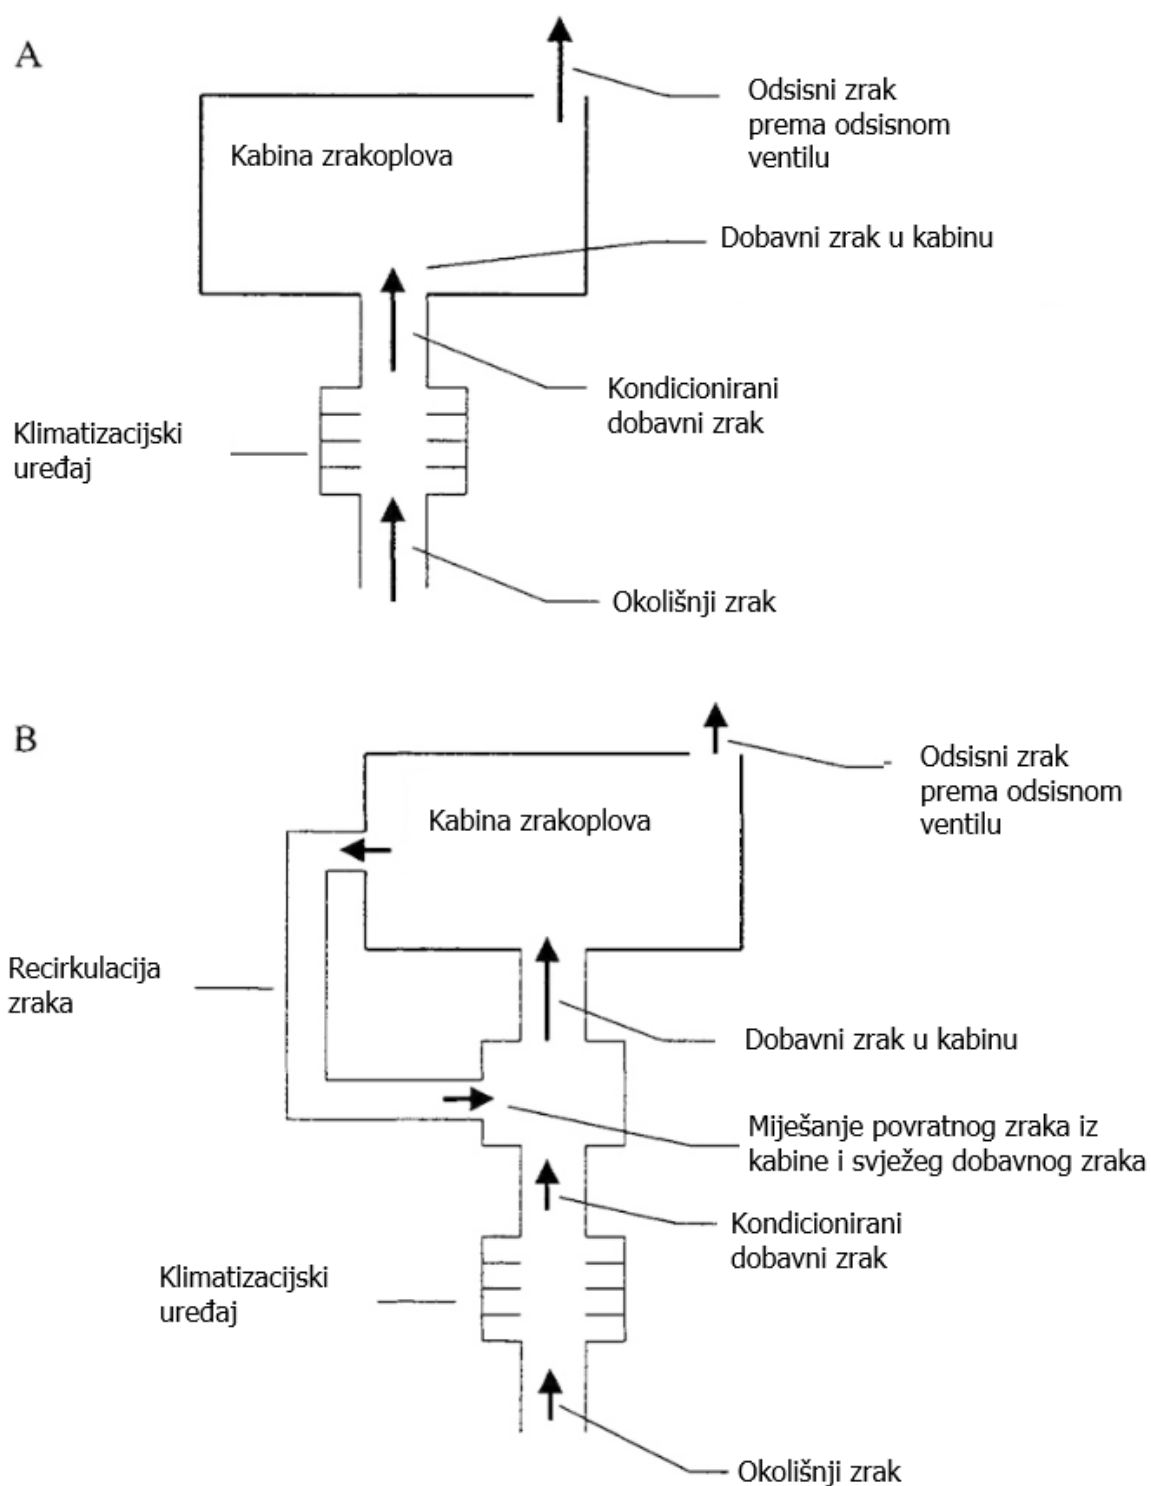 A
Odsisni zrak
prema odsisnom
ventilu
Kabina zrakoplova
Dobavni zrak u kabinu
Kondicionirani
dobavni zrak
Klimatizacijski
uređaj
Okolišnji zrak
B
Odsisni zrak
prema odsisnom
ventilu
Kabina zrakoplova
Recirkulacija
zraka
Dobavni zrak u kabinu
Miješanje povratnog zraka iz
kabine i svježeg dobavnog zraka
Kondicionirani
dobavni zrak
Klimatizacijski
uređaj
Okolišnji zrak